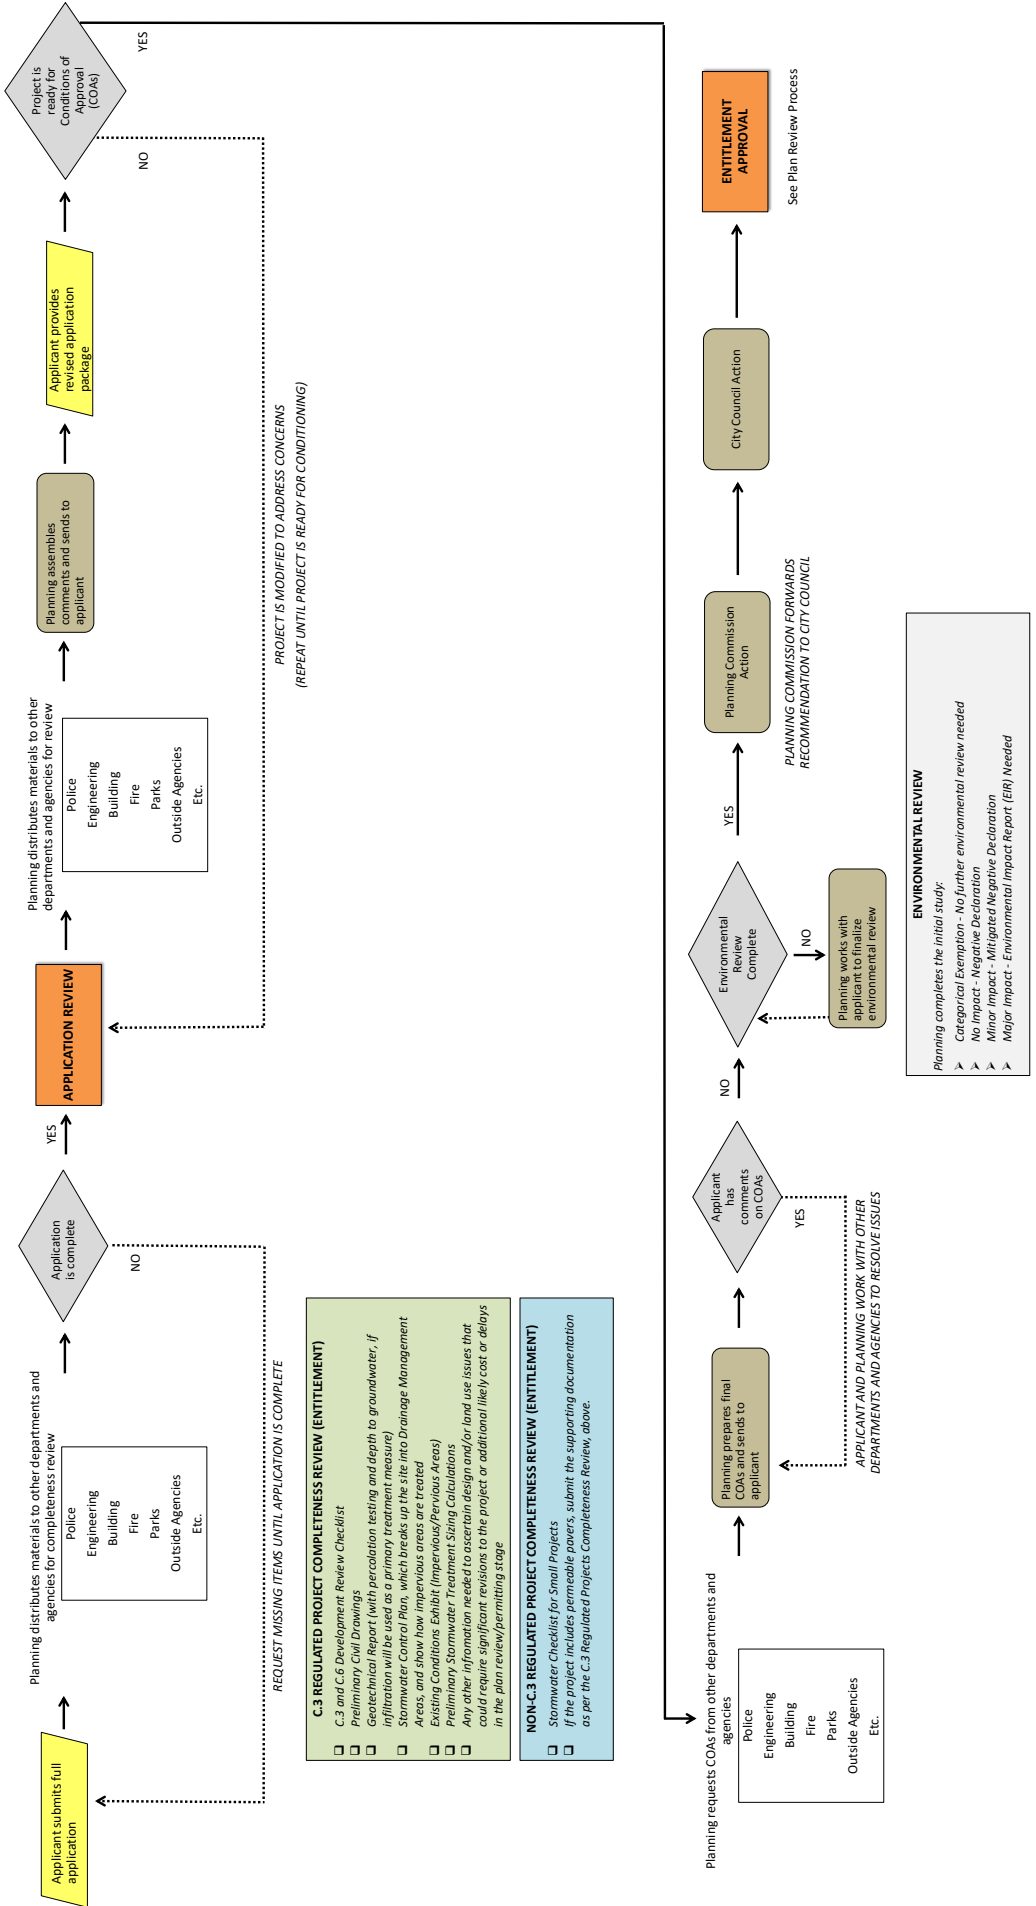 Applicant submits full
application
Planning distributes materials to other departments and
agencies for completeness review
Police
Engineering
Building
Fire
Parks
Outside Agencies
Etc.
Application
is complete
YES
NO
REQUEST MISSING ITEMS UNTIL APPLICATION IS COMPLETE
APPLICATION REVIEW
Planning distributes materials to other
departments and agencies for review
Police
Engineering
Building
Fire
Parks
Outside Agencies
Etc.
Planning assembles
comments and sends to
applicant
Applicant provides
revised application
package
Project is
ready for
Conditions of
Approval
(COAs)
YES
NO
PROJECT IS MODIFIED TO ADDRESS CONCERNS
(REPEAT UNTIL PROJECT IS READY FOR CONDITIONING)
C.3 REGULATED PROJECT COMPLETENESS REVIEW (ENTITLEMENT)
❑ C.3 and C.6 Development Review Checklist
❑ Preliminary Civil Drawings
❑ Geotechnical Report (with percolation testing and depth to groundwater, if
infiltration will be used as a primary treatment measure)
❑ Stormwater Control Plan, which breaks up the site into Drainage Management
Areas, and show how impervious areas are treated
❑ Existing Conditions Exhibit (Impervious/Pervious Areas)
❑ Preliminary Stormwater Treatment Sizing Calculations
❑ Any other infromation needed to ascertain design and/or land use issues that
could require significant revisions to the project or additional likely cost or delays
in the plan review/permitting stage
NON-C.3 REGULATED PROJECT COMPLETENESS REVIEW (ENTITLEMENT)
❑ Stormwater Checklist for Small Projects
❑ If the project includes permeable pavers, submit the supporting documentation
as per the C.3 Regulated Projects Completeness Review, above.
Planning requests COAs from other departments and
agencies
Police
Engineering
Building
Fire
Parks
Outside Agencies
Etc.
Planning prepares final
COAs and sends to
applicant
Applicant
has
comments
on COAs
NO
YES
APPLICANT AND PLANNING WORK WITH OTHER
DEPARTMENTS AND AGENCIES TO RESOLVE ISSUES
Environmental
Review
Complete
YES
NO
Planning works with
applicant to finalize
environmental review
Planning Commission
Action
PLANNING COMMISSION FORWARDS
RECOMMENDATION TO CITY COUNCIL
City Council Action
ENTITLEMENT
APPROVAL
See Plan Review Process
ENVIRONMENTAL REVIEW
Planning completes the initial study:
➢ Categorical Exemption - No further environmental review needed
➢ No Impact - Negative Declaration
➢ Minor Impact - Mitigated Negative Declaration
➢ Major Impact - Environmental Impact Report (EIR) Needed